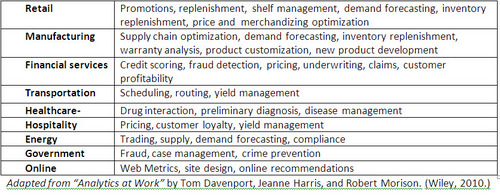 Retail Promotions, replenishment, shelf management, demand forecasting, inventory
replenishment, price and merchandizing optimization
Manufacturing Supply chain optimization, demand forecasting, inventory replenishment,
warranty analysis, product customization, new product development
Financial services Credit scoring, fraud detection, pricing, underwriting, claims, customer
profitability
Transportation Scheduling, routing, yield management
Healthcare- Drug interaction, preliminary diagnosis, disease management
Hospitality Pricing, customer loyalty, yield management
Energy Trading, supply, demand forecasting, compliance
Government Fraud, case management, crime prevention
Online Web Metrics, site design, online recommendations
Adapted from “Analytics at Work” by Tom Davenport, Jeanne Harris, and Robert Morison. (Wiley, 2010.)